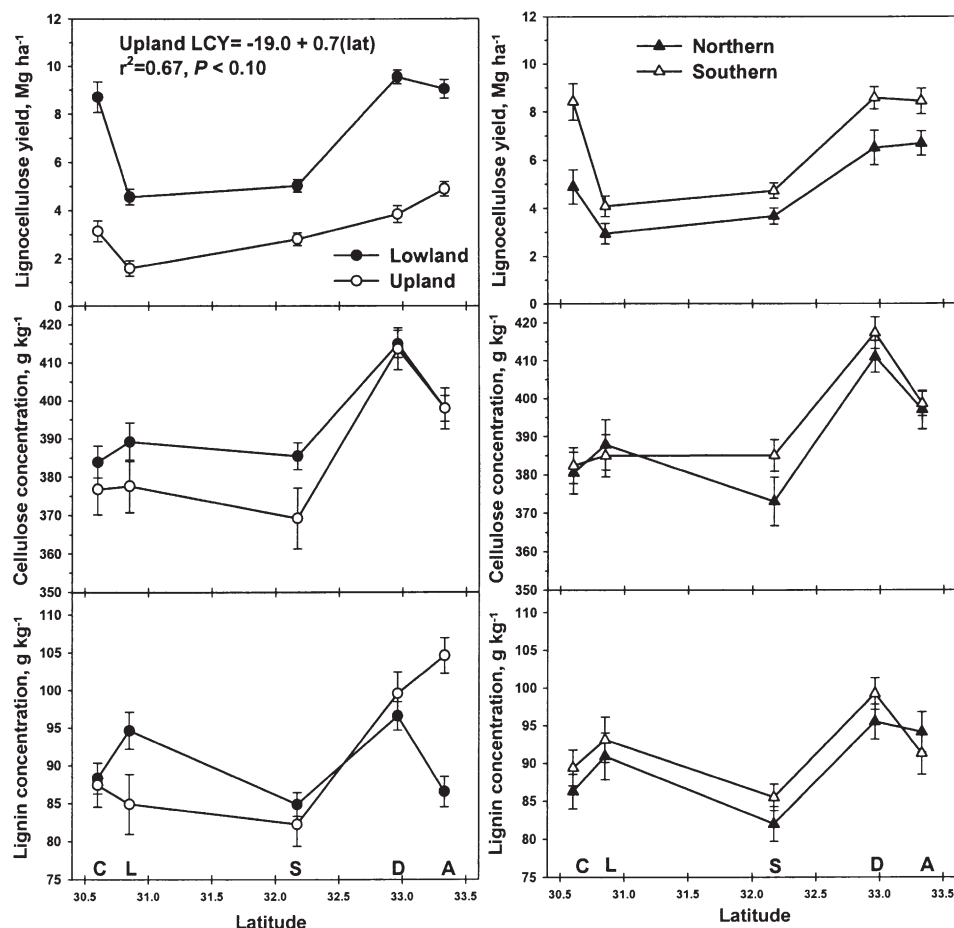 Upland LCY= -19.0 + 0.7(lat)
r²=0.67, P < 0.10
Lignocellulose yield, Mg ha⁻¹
12
10
8
6
4
2
0
Lowland
Upland
Northern
Southern
Lignocellulose yield, Mg ha⁻¹
12
10
8
6
4
2
0
Cellulose concentration, g kg⁻¹
420
410
400
390
380
370
360
350
Cellulose concentration, g kg⁻¹
420
410
400
390
380
370
360
350
Lignin concentration, g kg⁻¹
110
105
100
95
90
85
80
75
C L S D A
30.5 31.0 31.5 32.0 32.5 33.0 33.5
Latitude
Lignin concentration, g kg⁻¹
110
105
100
95
90
85
80
75
C L S D A
30.5 31.0 31.5 32.0 32.5 33.0 33.5
Latitude